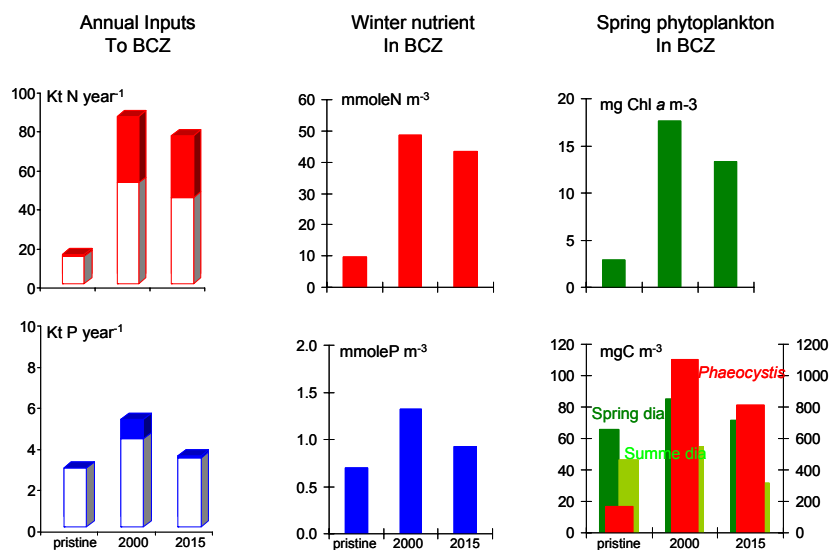 Annual Inputs
To BCZ
Winter nutrient
In BCZ
Spring phytoplankton
In BCZ
Kt N year-1
100
80
60
40
20
0
mmoleN m-3
60
50
40
30
20
10
0
mg Chl a m-3
20
15
10
5
0
Kt P year-1
10
8
6
4
2
0
pristine 2000 2015
mmoleP m-3
2.0
1.5
1.0
0.5
0.0
pristine 2000 2015
mgC m-3
120
100
80
60
40
20
0
Phaeocystis
Spring dia
Summe dia
1200
1000
800
600
400
200
0
pristine 2000 2015